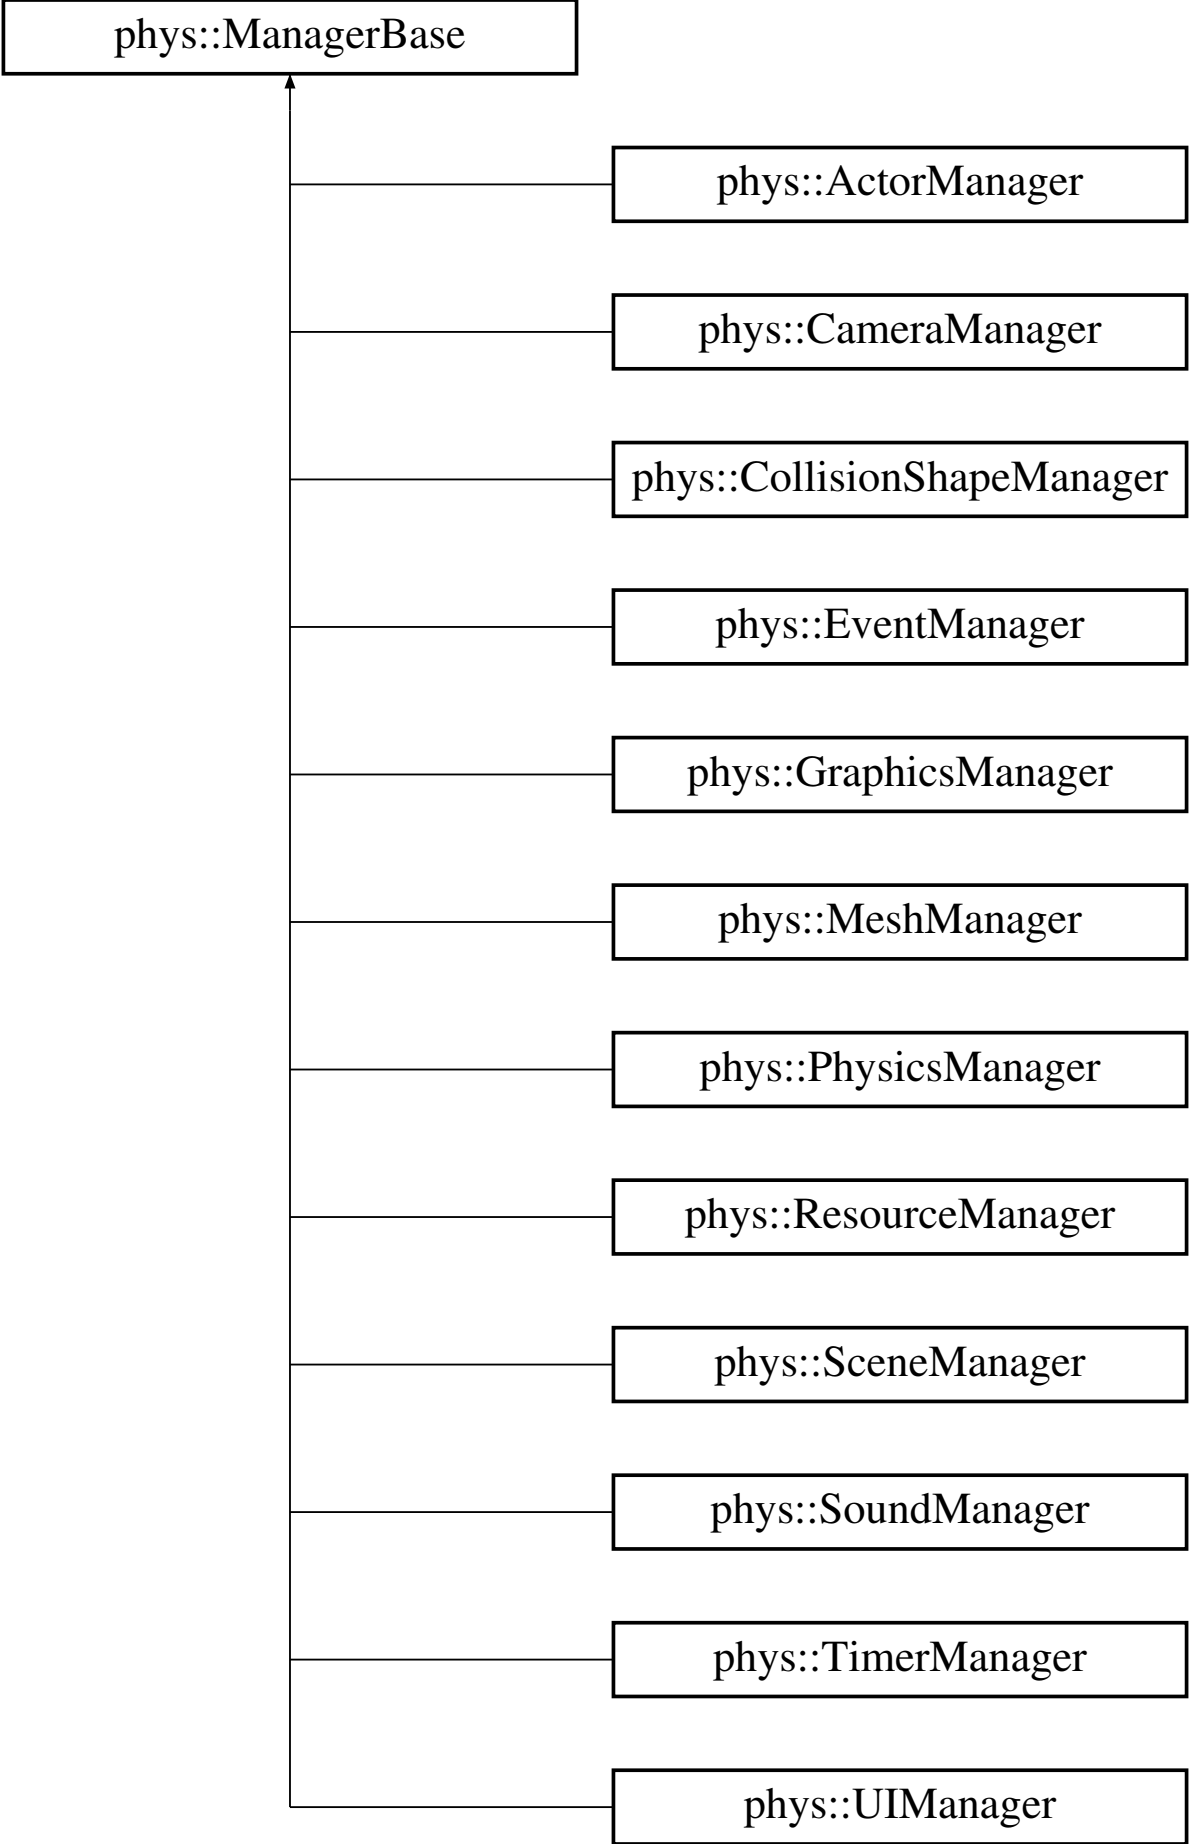 phys::ManagerBase
phys::ActorManager
phys::CameraManager
phys::CollisionShapeManager
phys::EventManager
phys::GraphicsManager
phys::MeshManager
phys::PhysicsManager
phys::ResourceManager
phys::SceneManager
phys::SoundManager
phys::TimerManager
phys::UIManager